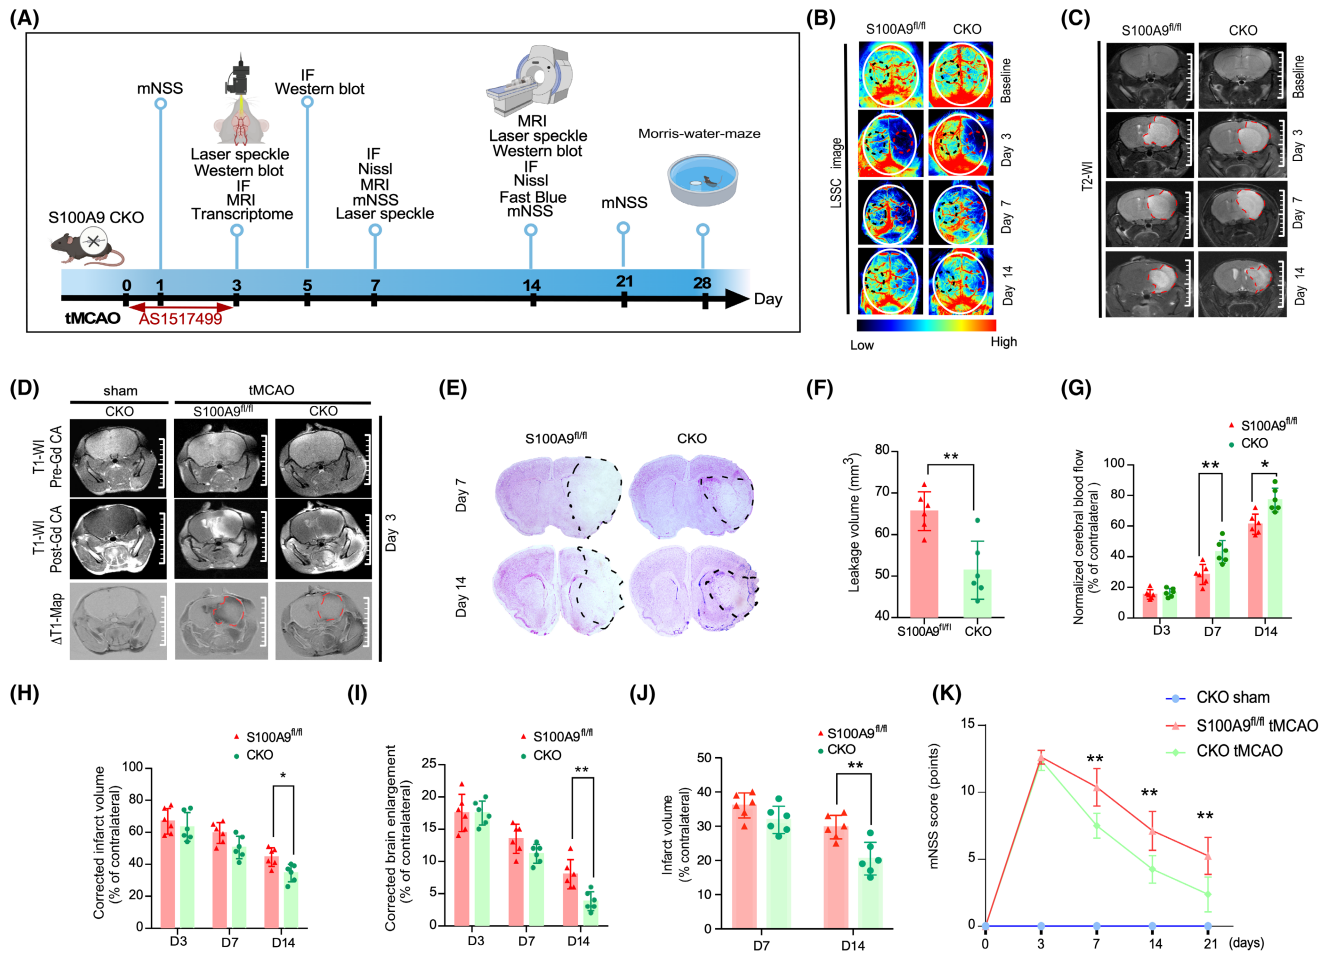 (A)
mNSS
IF
Western blot
Laser speckle
Western blot
IF
MRI
Transcriptome
IF
Nissl
MRI
mNSS
Laser speckle
MRI
Laser speckle
Western blot
IF
Nissl
Fast Blue
mNSS
mNSS
Morris-water-maze
S100A9 CKO
0 1 3 5 7 14 21 28
Day
tMCAO
AS1517499
(B)
S100A9fl/fl CKO
LSSC image
Baseline
Day 3
Day 7
Day 14
Low High
(C)
S100A9fl/fl CKO
T2-WI
Baseline
Day 3
Day 7
Day 14
(D)
sham tMCAO
CKO S100A9fl/fl CKO
T1-WI
Pre-Gd CA
T1-WI
Post-Gd CA
ΔT1-Map
Day 3
(E)
S100A9fl/fl CKO
Day 7
Day 14
(F)
Leakage volume (mm3)
80
70
60
50
40
**
S100A9fl/fl CKO
(G)
S100A9fl/fl
CKO
Normalized cerebral blood flow
(% of contralateral )
100
80
60
40
20
0
** *
D3 D7 D14
(H)
S100A9fl/fl
CKO
Corrected infarct volume
(% of contralateral)
100
80
60
40
20
0
*
D3 D7 D14
(I)
S100A9fl/fl
CKO
Corrected brain enlargement
(% of contralateral)
25
20
15
10
5
0
**
D3 D7 D14
(J)
S100A9fl/fl
CKO
Infarct volume
(% contralateral)
50
40
30
20
10
0
**
D7 D14
(K)
CKO sham
S100A9fl/fl tMCAO
CKO tMCAO
mNSS score (points)
15
10
5
0
** ** **
0 3 7 14 21 (days)